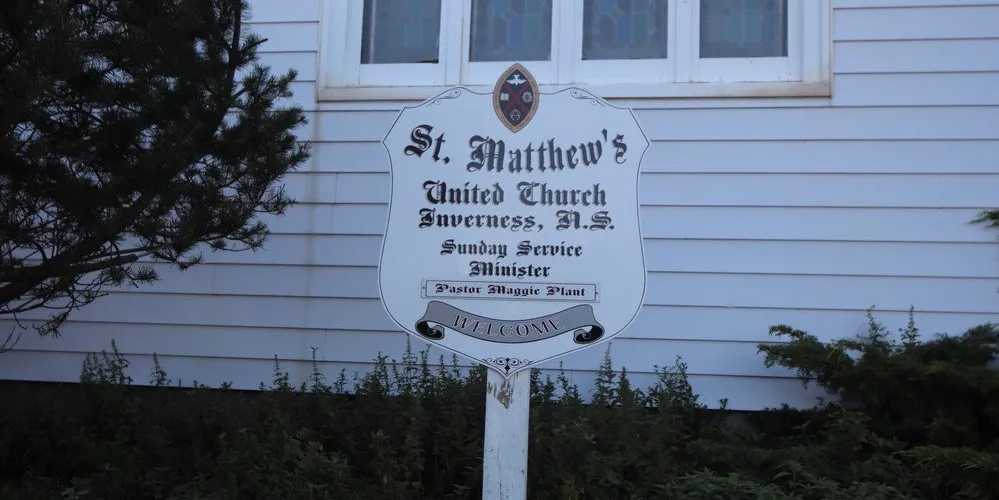 St. Matthew's
United Church
Inverness, N.S.
Sunday Service
Minister
Pastor Maggie Plant
WELCOME